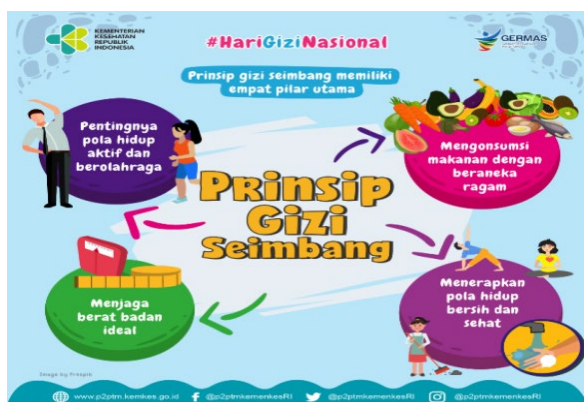 KEMENTERIAN
KESEHATAN
REPUBLIK
INDONESIA
#HariGiziNasional
GERMAS
Prinsip gizi seimbang memiliki
empat pilar utama
Pentingnya
pola hidup
aktif dan
berolahraga
Mengonsumsi
makanan dengan
beraneka
ragam
Prinsip
Gizi
Seimbang
Menjaga
berat badan
ideal
Menerapkan
pola hidup
bersih dan
sehat
Image by Freepik
www.p2ptm.kemkes.go.id
@p2ptmkemenkesRI
@p2ptmkemenkesRI
@p2ptmkemenkesRI